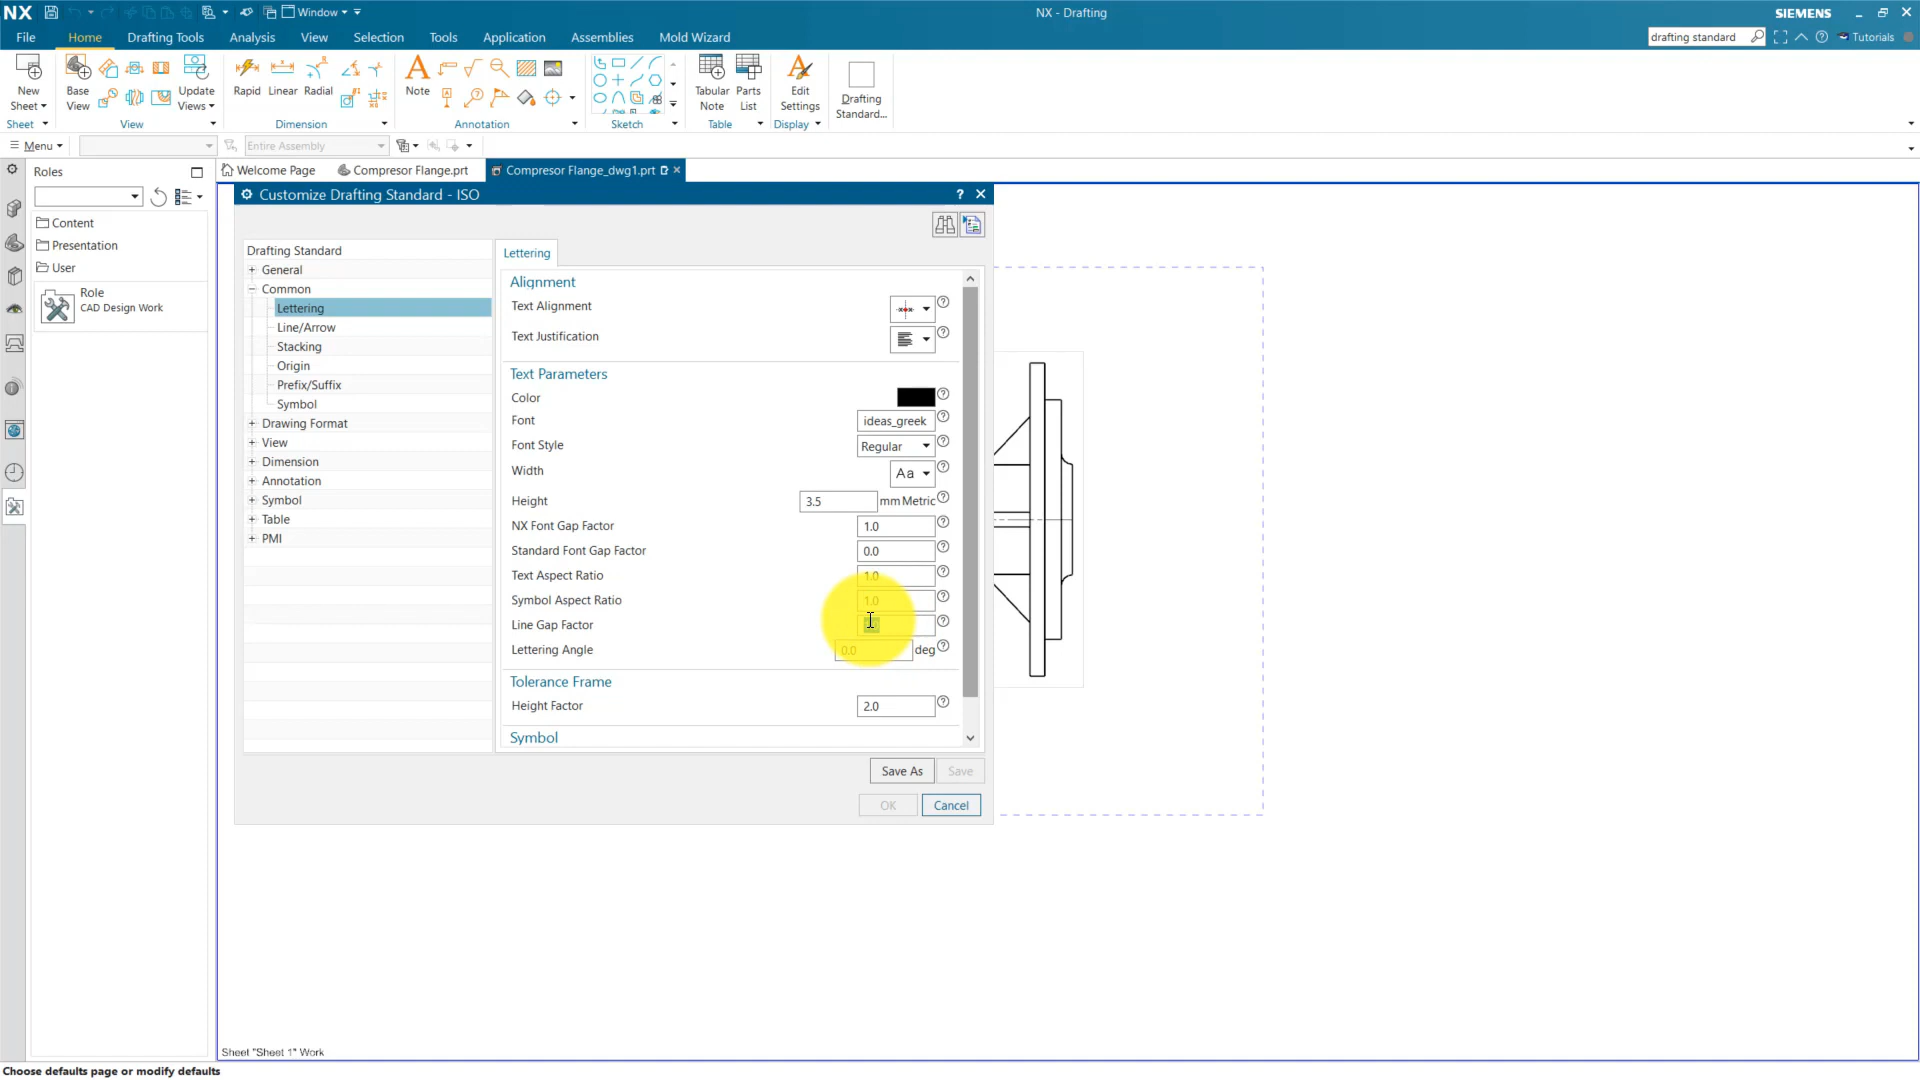 NX
Window
NX - Drafting
SIEMENS
File
Home
Drafting Tools
Analysis
View
Selection
Tools
Application
Assemblies
Mold Wizard
drafting standard
Tutorials
New
Sheet
Base
View
Update
Views
Rapid
Linear
Radial
Note
Tabular
Note
Parts
List
Edit
Settings
Drafting
Standard...
Sheet
View
Dimension
Annotation
Sketch
Table
Display
Menu
Entire Assembly
Roles
Welcome Page
Compresor Flange.prt
Compresor Flange_dwg1.prt
Content
Presentation
User
Role
CAD Design Work
Customize Drafting Standard - ISO
Drafting Standard
General
Common
Lettering
Line/Arrow
Stacking
Origin
Prefix/Suffix
Symbol
Drawing Format
View
Dimension
Annotation
Symbol
Table
PMI
Lettering
Alignment
Text Alignment
Text Justification
Text Parameters
Color
Font ideas_greek
Font Style Regular
Width Aa
Height 3.5 mm Metric
NX Font Gap Factor 1.0
Standard Font Gap Factor 0.0
Text Aspect Ratio 1.0
Symbol Aspect Ratio 1.0
Line Gap Factor
Lettering Angle 0.0 deg
Tolerance Frame
Height Factor 2.0
Symbol
Save As
Save
OK
Cancel
Sheet "Sheet 1" Work
Choose defaults page or modify defaults